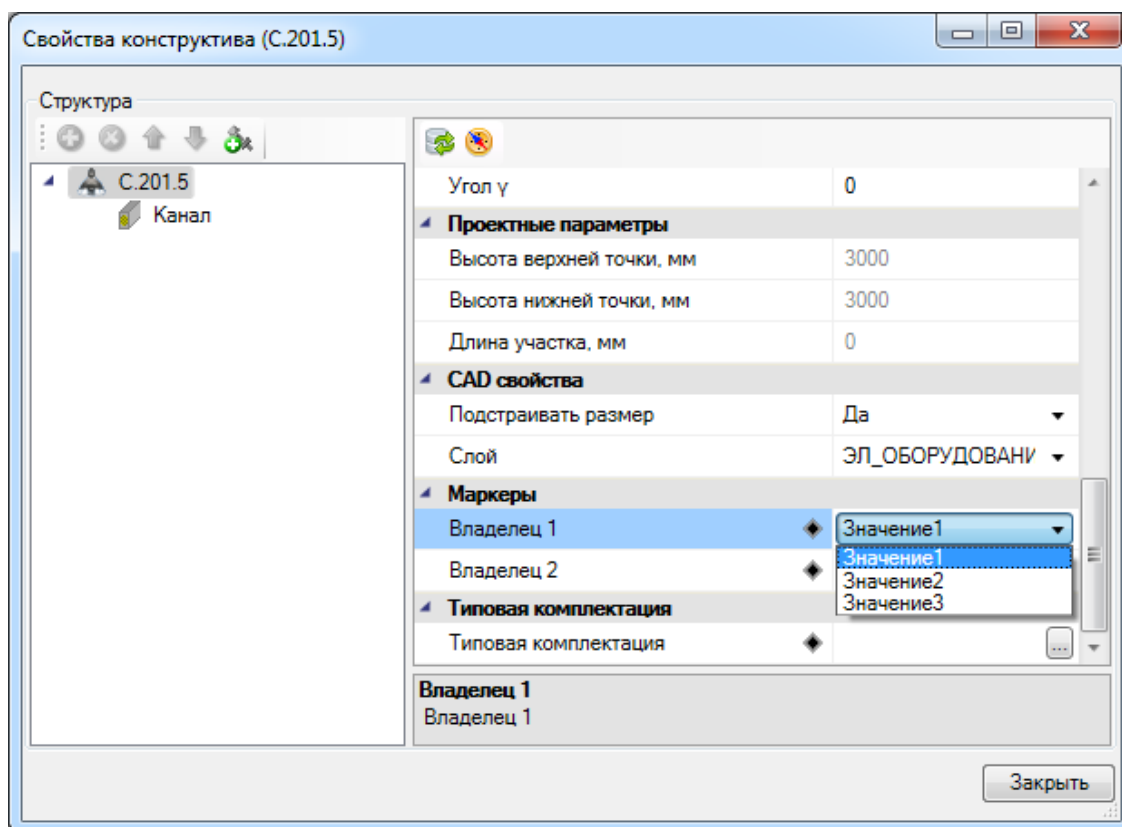 Свойства конструктива (С.201.5)
Структура
С.201.5
Канал
Угол γ 0
Проектные параметры
Высота верхней точки, мм 3000
Высота нижней точки, мм 3000
Длина участка, мм 0
CAD свойства
Подстраивать размер Да
Слой ЭЛ_ОБОРУДОВАНИ
Маркеры
Владелец 1 Значение1
Значение1
Владелец 2 Значение2
Значение3
Типовая комплектация
Типовая комплектация ...
Владелец 1
Владелец 1
Закрыть